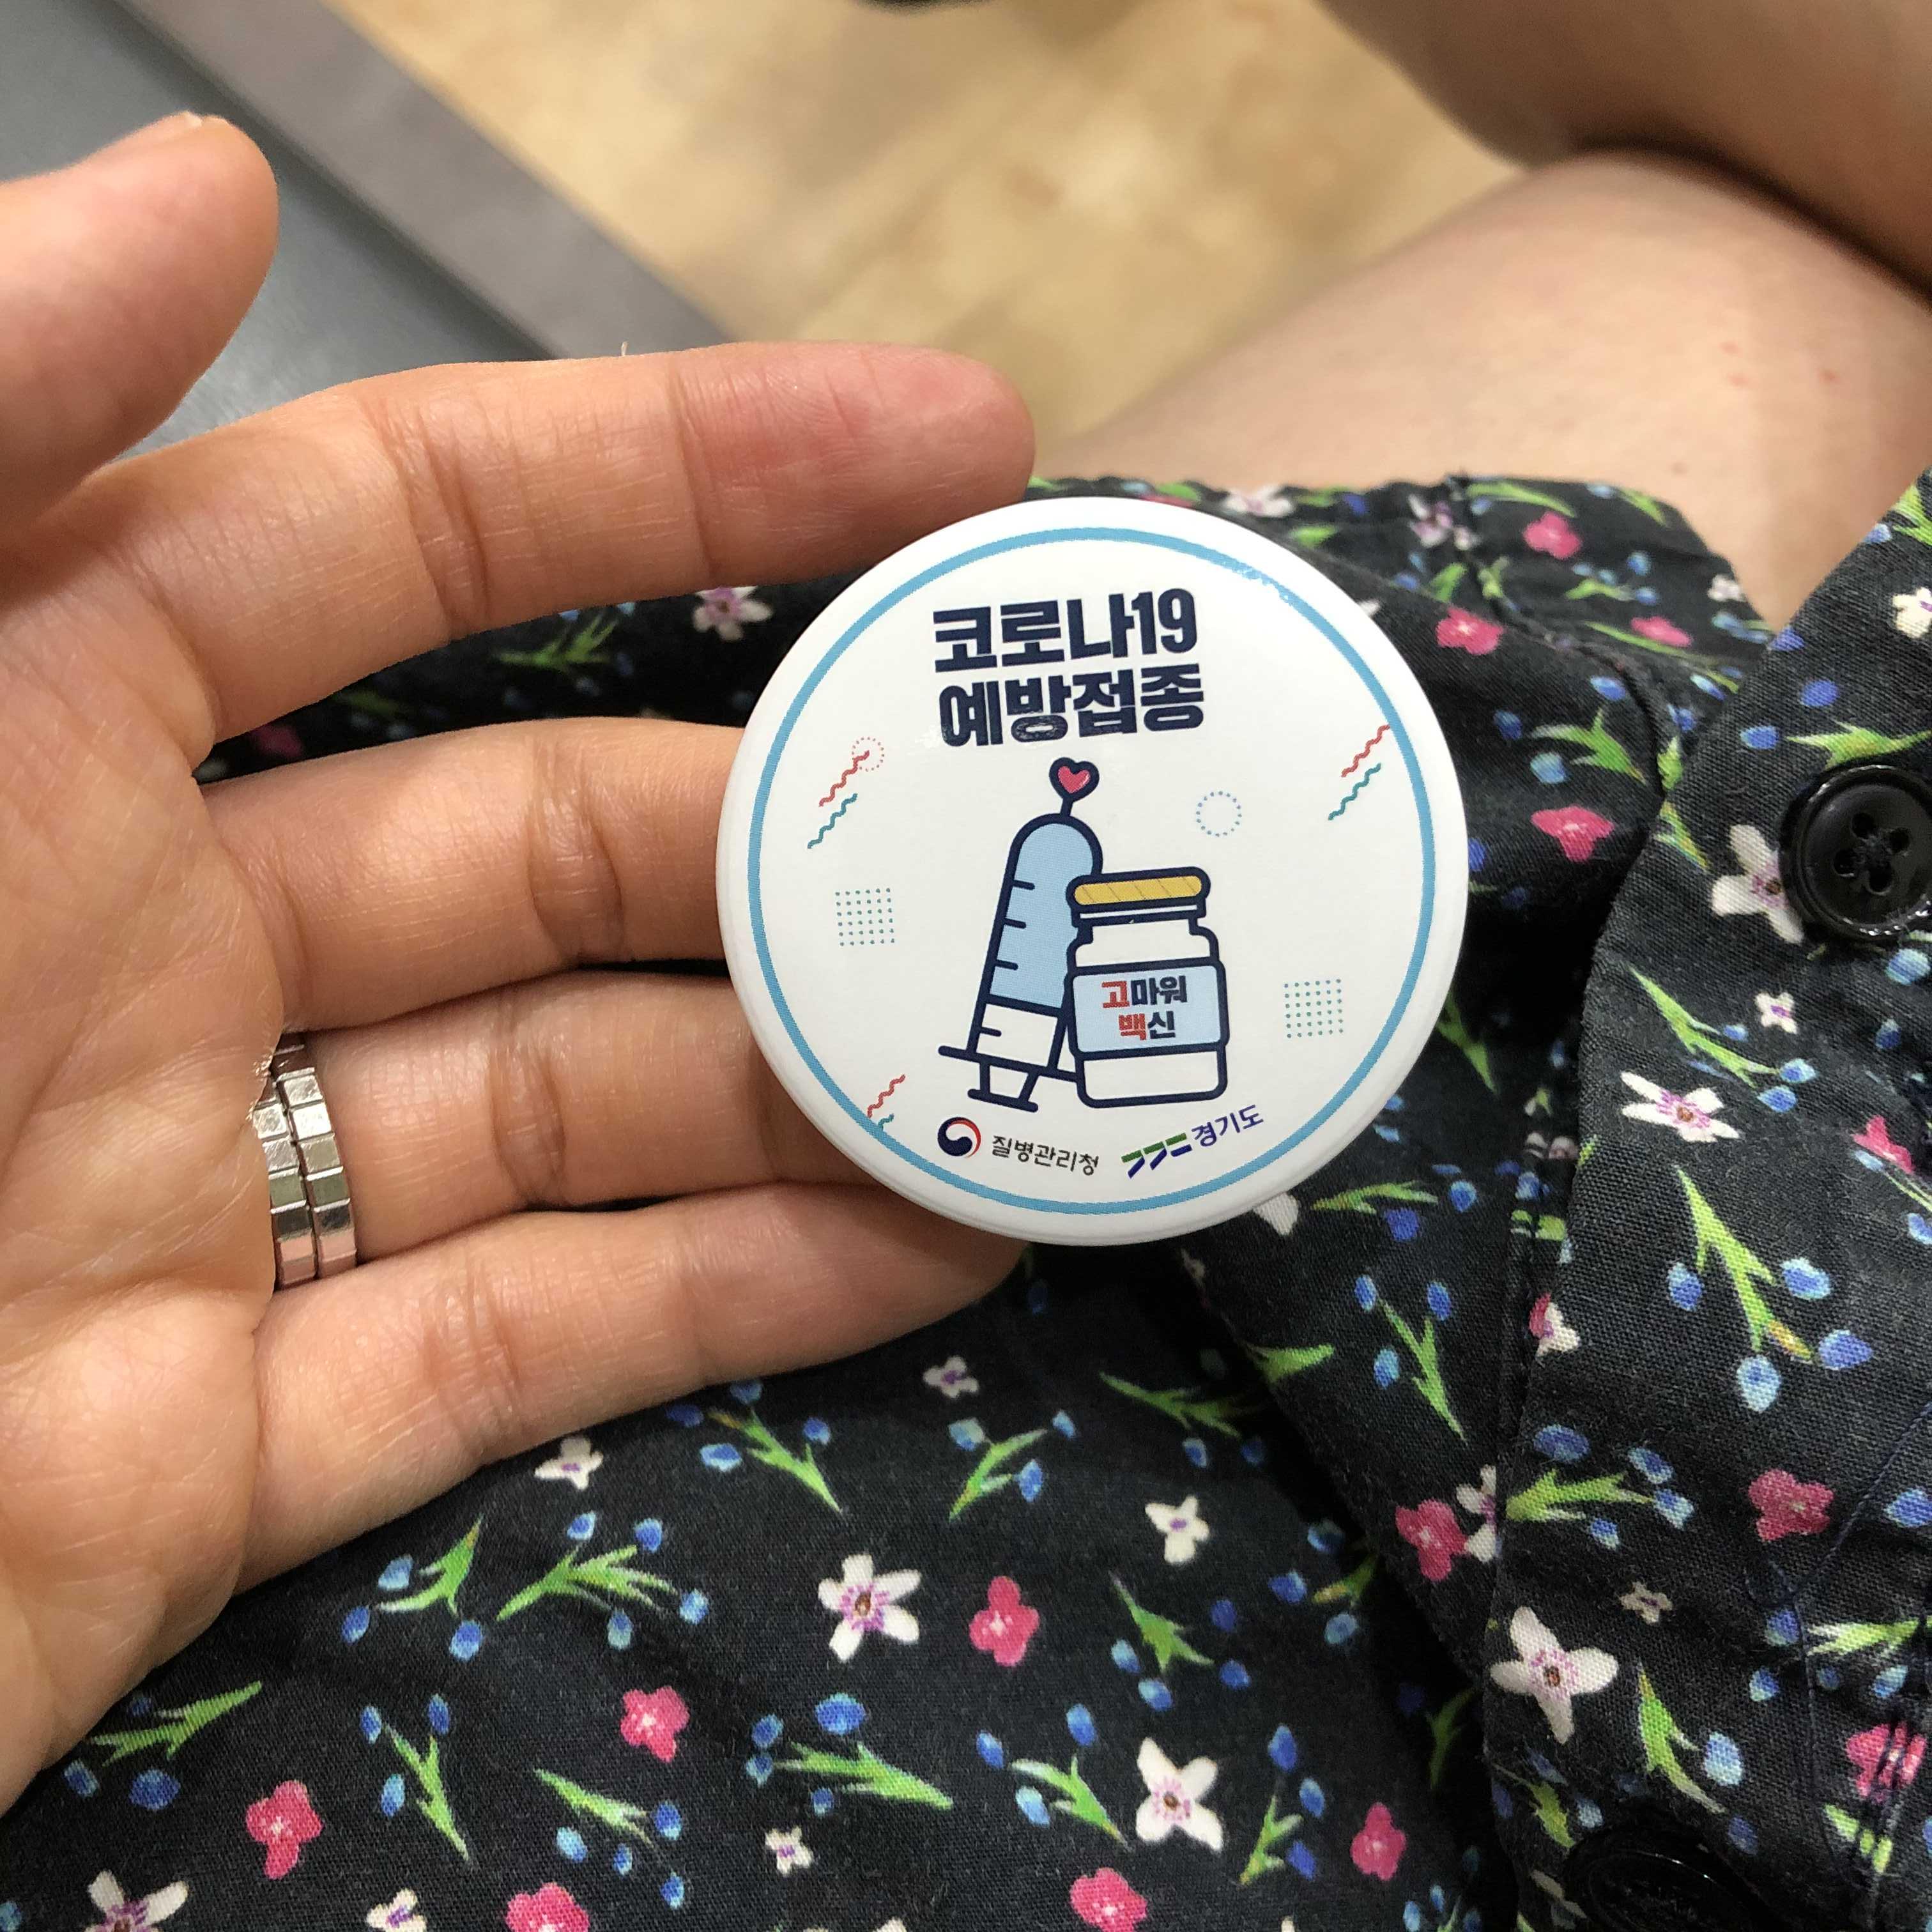 코로나19
예방접종
고마워
백신
질병관리청
경기도